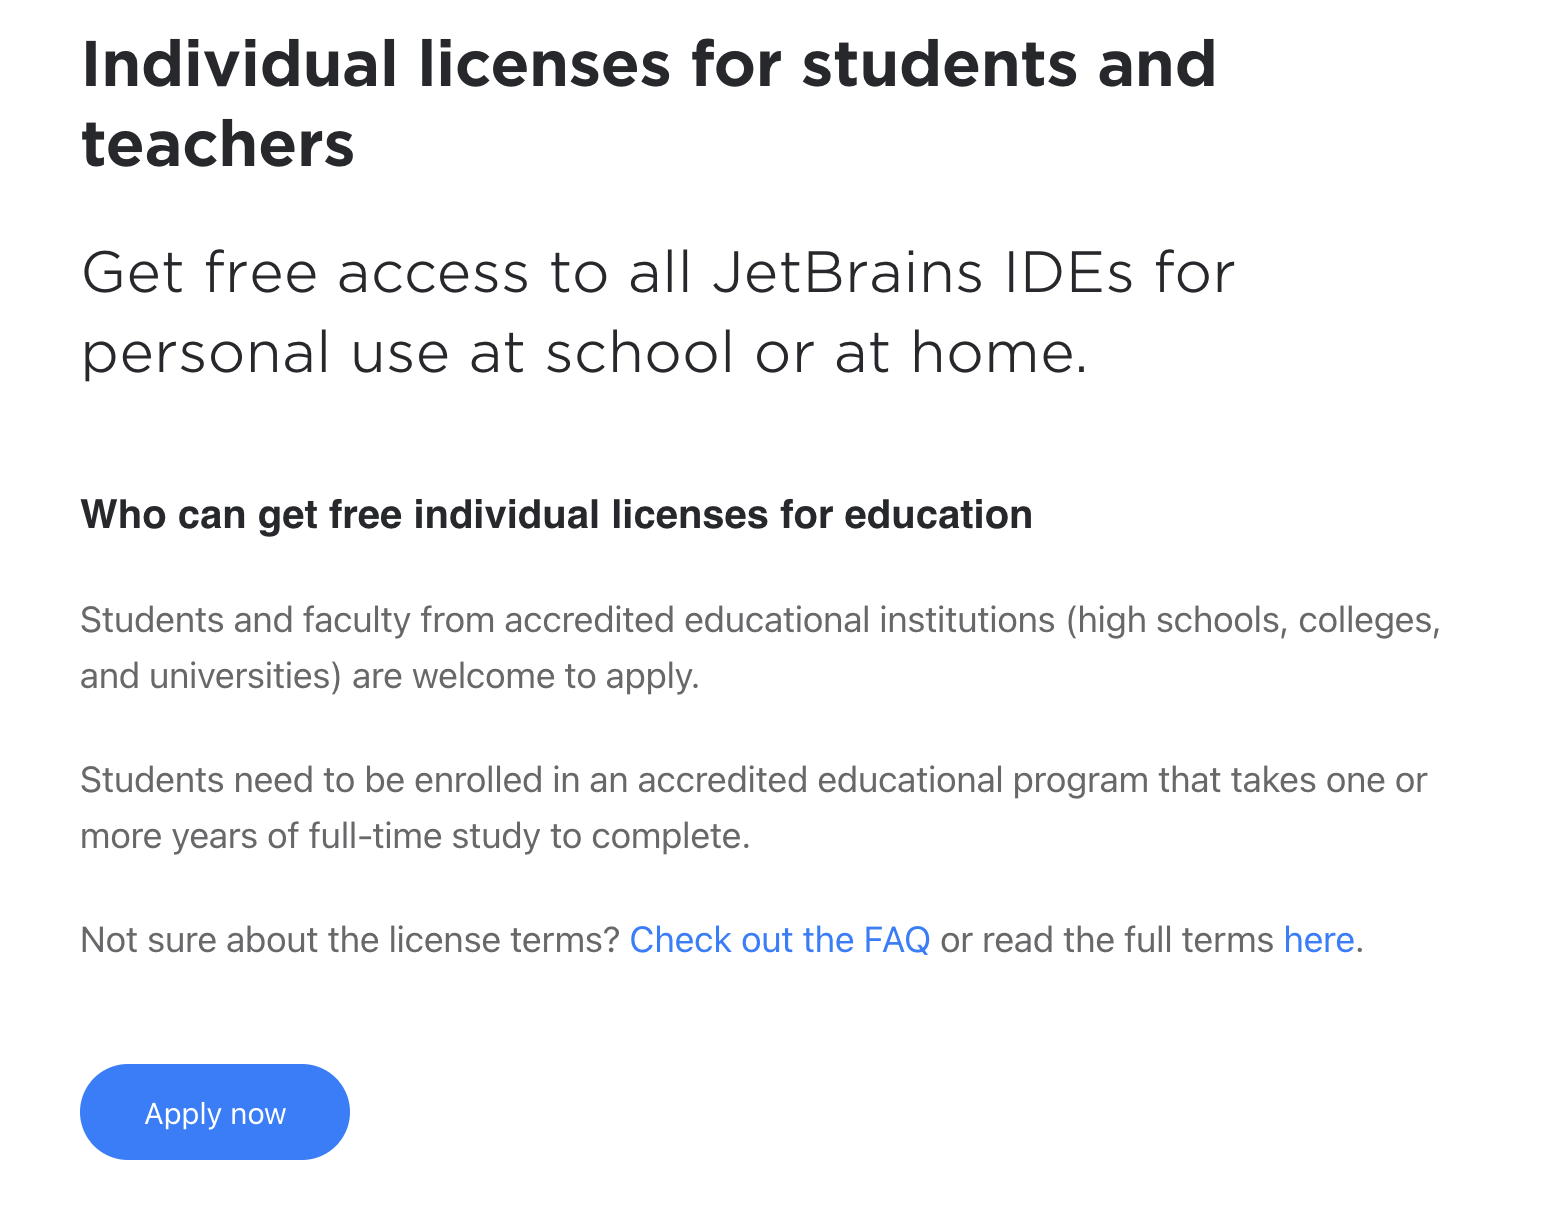 Individual licenses for students and
teachers
Get free access to all JetBrains IDEs for
personal use at school or at home.
Who can get free individual licenses for education
Students and faculty from accredited educational institutions (high schools, colleges,
and universities) are welcome to apply.
Students need to be enrolled in an accredited educational program that takes one or
more years of full-time study to complete.
Not sure about the license terms? Check out the FAQ or read the full terms here.
Apply now